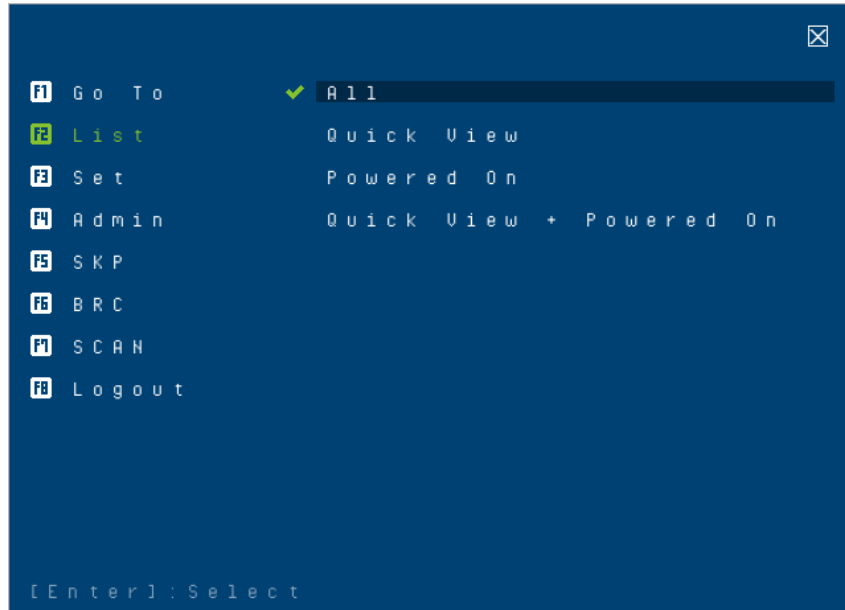 F1 Go To ✔ All
F2 List Quick View
F3 Set Powered On
F4 Admin Quick View + Powered On
F5 SKP
F6 BRC
F7 SCAN
F8 Logout
[Enter]:Select